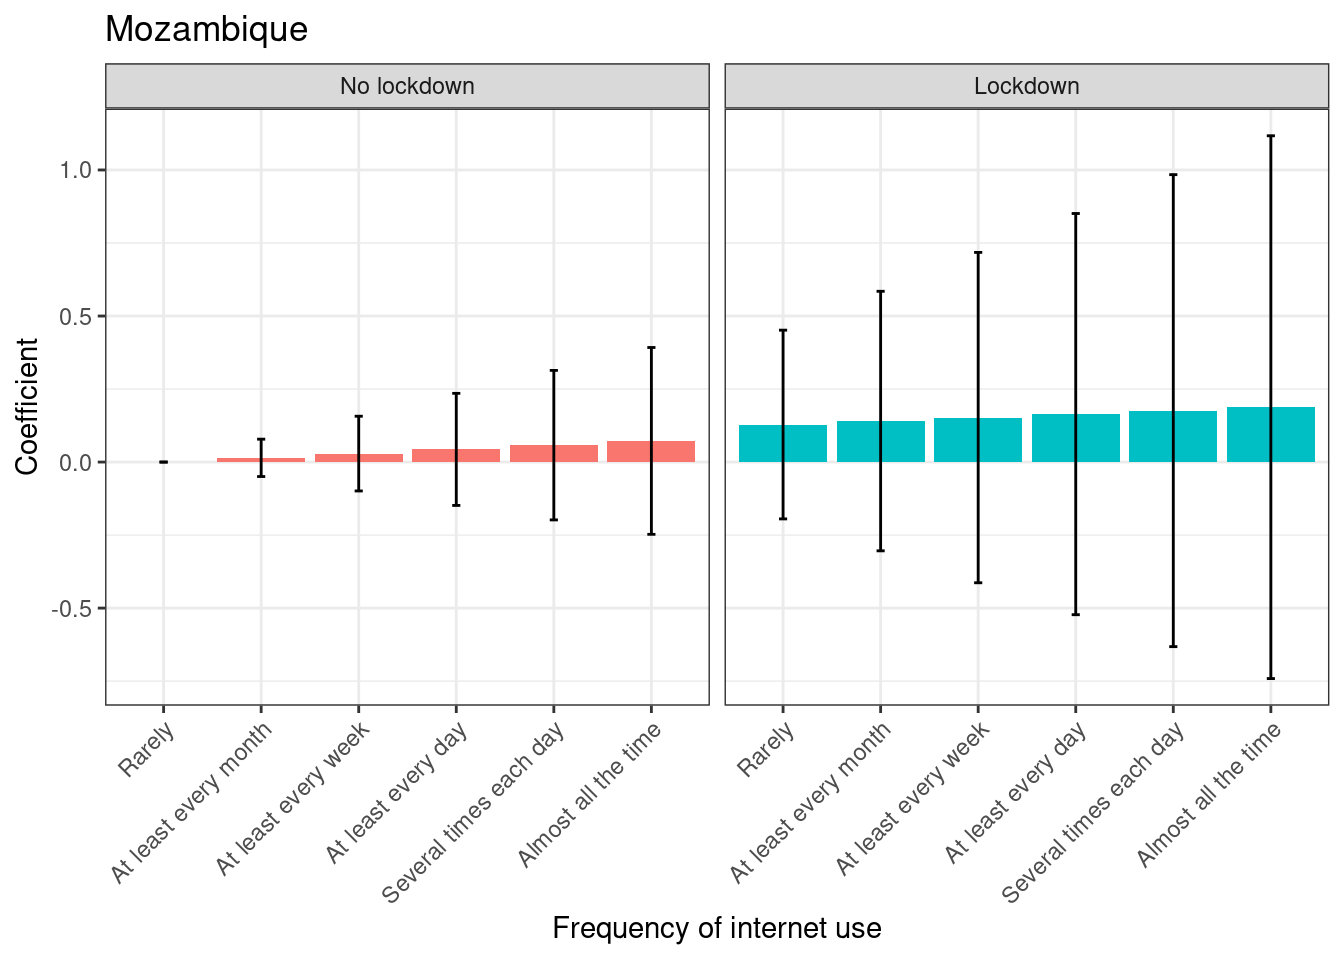 Mozambique
No lockdown
Lockdown
Coefficient
1.0
0.5
0.0
-0.5
Rarely
At least every month
At least every week
At least every day
Several times each day
Almost all the time
Rarely
At least every month
At least every week
At least every day
Several times each day
Almost all the time
Frequency of internet use